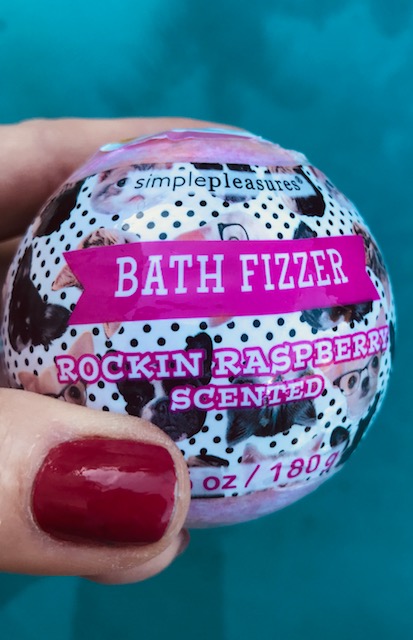 simplepleasures®
BATH FIZZER
ROCKIN RASPBERRY
SCENTED
oz / 180g